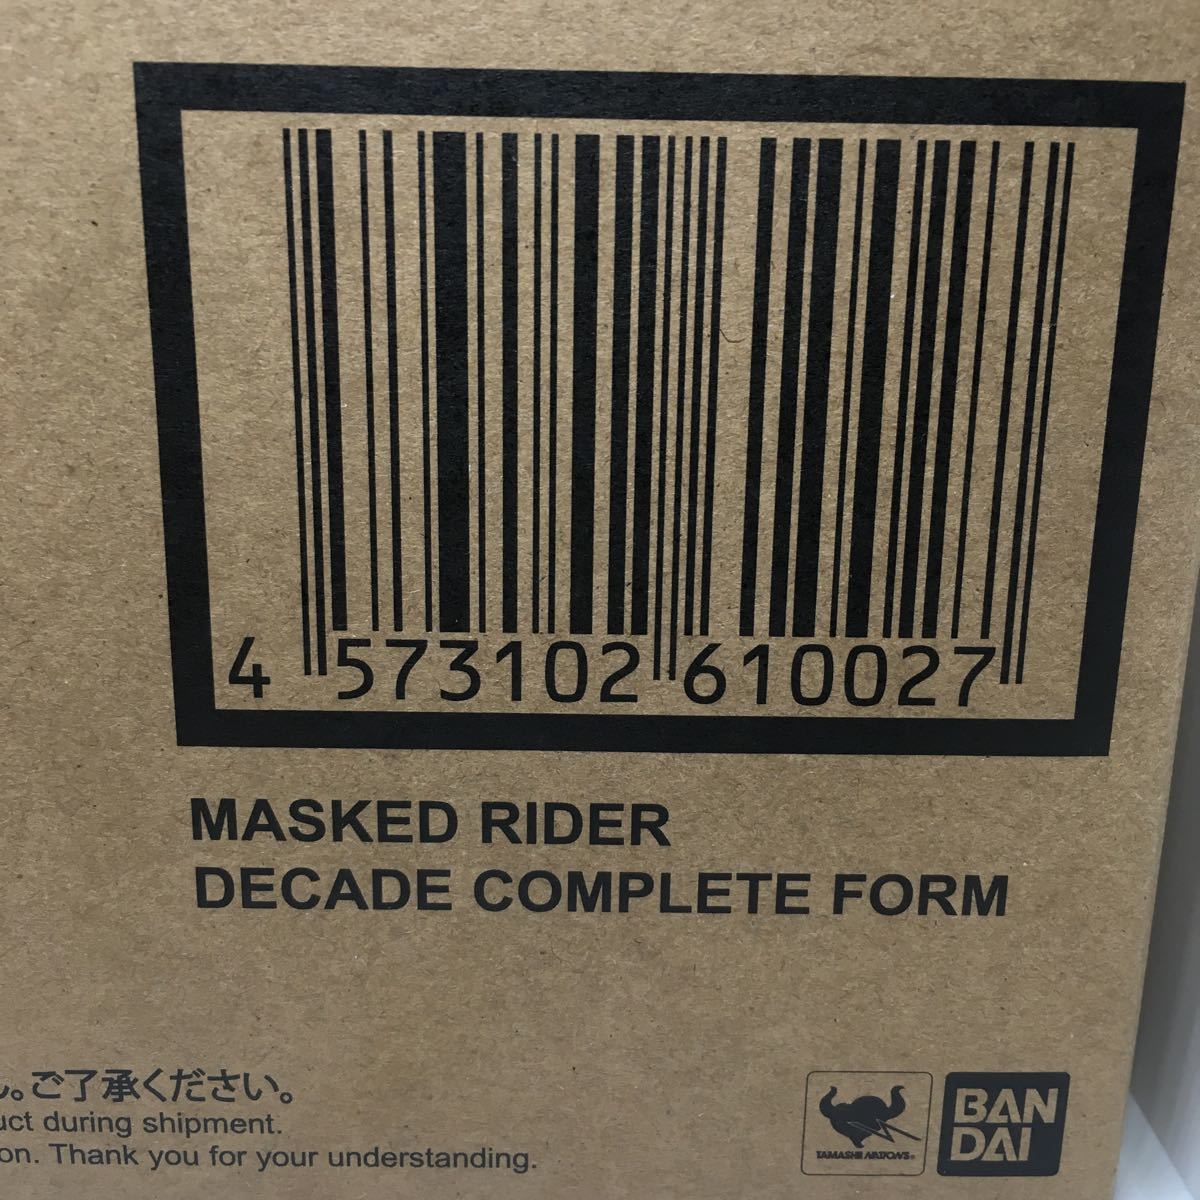 4 573102 610027
MASKED RIDER
DECADE COMPLETE FORM
。ご了承ください。
uct during shipment.
on. Thank you for your understanding.
TAMASHII NATIONS
BAN
DAI